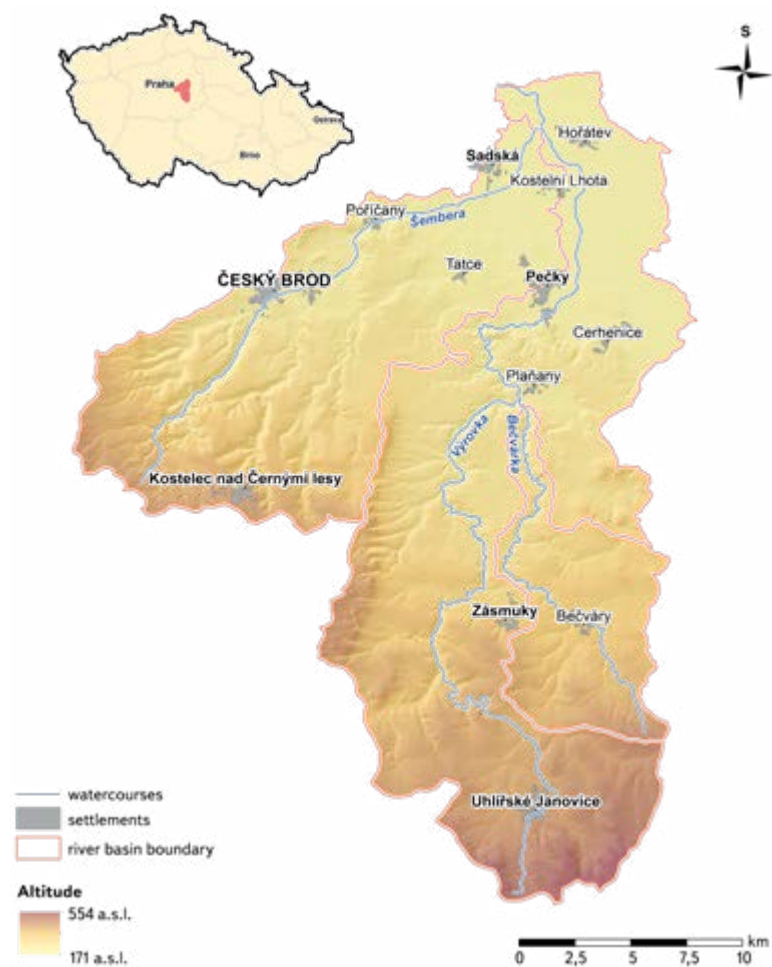 S
Praha
Ostrava
Brno
Hořátev
Sadská
Kostelní Lhota
Poříčany
Šembera
Tatce
ČESKÝ BROD
Pečky
Cerhenice
Plaňany
Výrovka
Bečvárka
Kostelec nad Černými lesy
Zásmuky
Bečváry
Uhlířské Janovice
watercourses
settlements
river basin boundary
Altitude
554 a.s.l.
171 a.s.l.
km
0 2,5 5 7,5 10